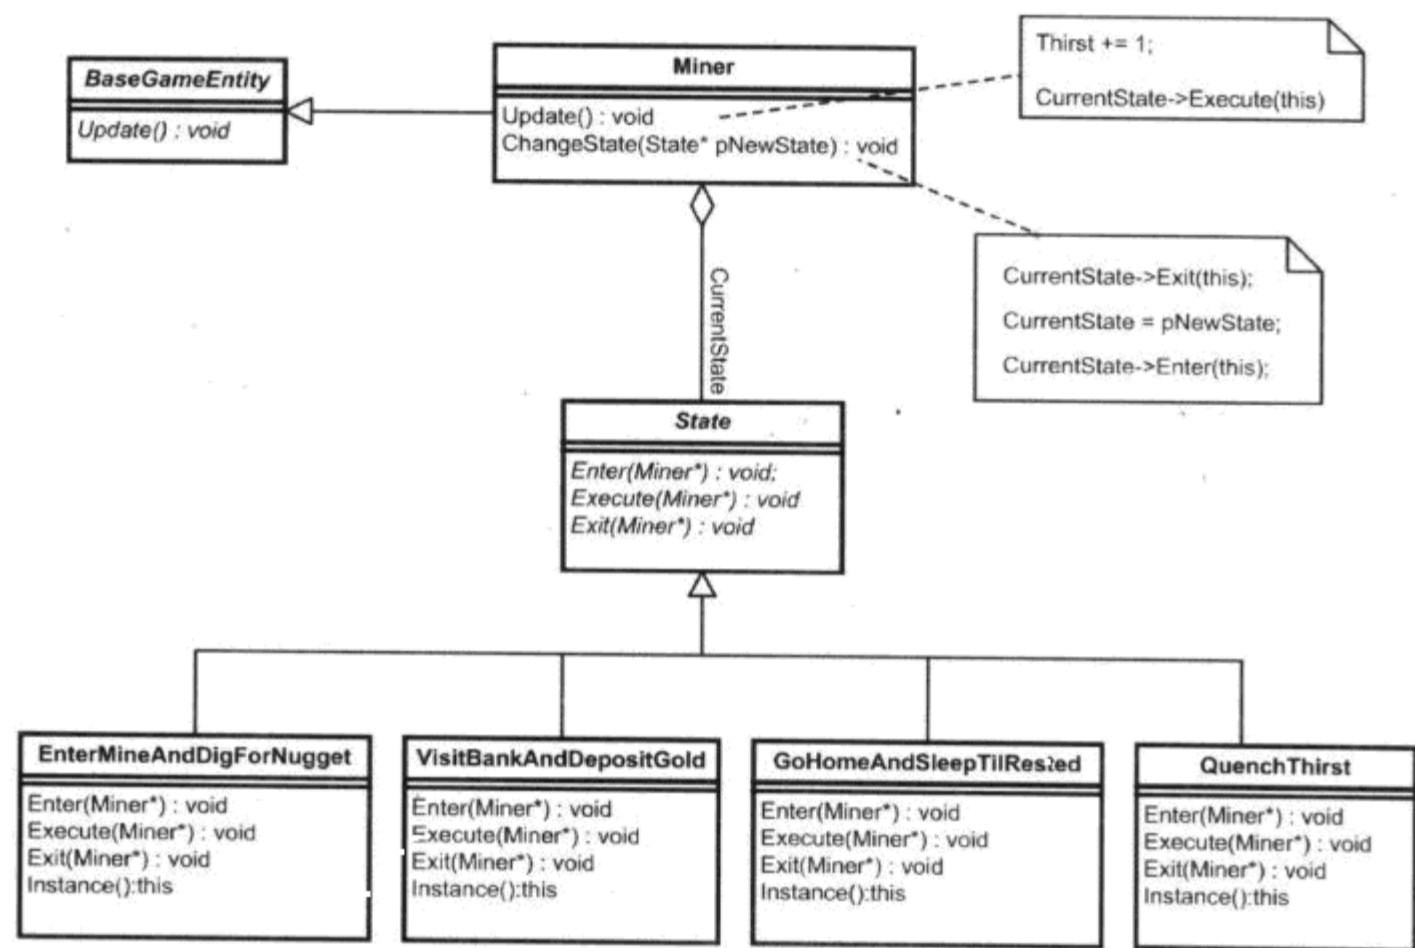 BaseGameEntity
Update() : void
Miner
Update() : void
ChangeState(State* pNewState) : void
Thirst += 1;
CurrentState->Execute(this)
CurrentState->Exit(this);
CurrentState = pNewState;
CurrentState->Enter(this);
CurrentState
State
Enter(Miner*) : void;
Execute(Miner*) : void
Exit(Miner*) : void
EnterMineAndDigForNugget
Enter(Miner*) : void
Execute(Miner*) : void
Exit(Miner*) : void
Instance():this
VisitBankAndDepositGold
Enter(Miner*) : void
Execute(Miner*) : void
Exit(Miner*) : void
Instance():this
GoHomeAndSleepTilRested
Enter(Miner*) : void
Execute(Miner*) : void
Exit(Miner*) : void
Instance():this
QuenchThirst
Enter(Miner*) : void
Execute(Miner*) : void
Exit(Miner*) : void
Instance():this